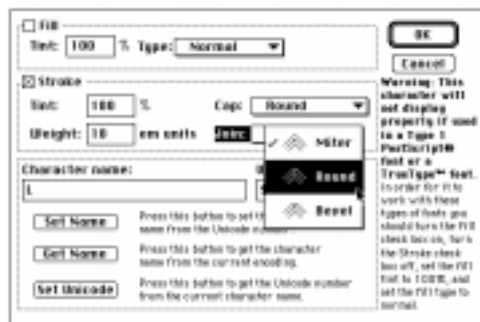 Fill
Tint: 100 % Type: Normal
OK
Cancel
Stroke
Tint: 100 % Cap: Round
Weight: 10 em units Join:
Miter
Round
Bevel
Character name:
L
Set Name
Press this button to set the
name from the Unicode
Get Name
Press this button to get the character
name from the current encoding.
Set Unicode
Press this button to get the Unicode number
from the current character name.
Warning: This
character will
not display
properly if used
in a Type 1
PostScript®
font or a
TrueType™ font.
In order for it to
work with these
types of fonts you
should turn the Fill
check box on, turn
the Stroke check
box off, set the Fill
tint to 100%, and
set the Fill type to
normal.